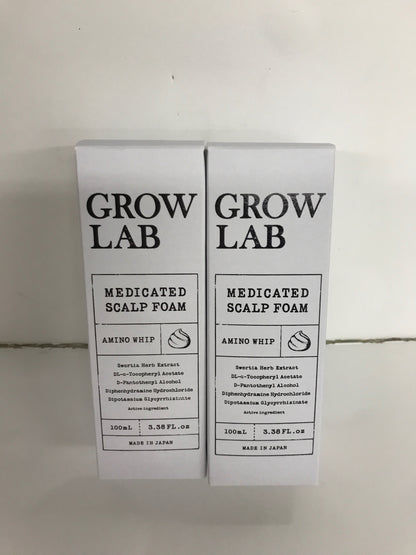 GROW
LAB
MEDICATED
SCALP FOAM
AMINO WHIP
Swertia Herb Extract
DL-α-Tocopheryl Acetate
D-Pantothenyl Alcohol
Diphenhydramine Hydrochloride
Dipotassium Glycyrrhizinate
Active ingredient
100mL 3.38 FL.oz
MADE IN JAPAN
GROW
LAB
MEDICATED
SCALP FOAM
AMINO WHIP
Swertia Herb Extract
DL-α-Tocopheryl Acetate
D-Pantothenyl Alcohol
Diphenhydramine Hydrochloride
Dipotassium Glycyrrhizinate
Active ingredient
100mL 3.38 FL.oz
MADE IN JAPAN